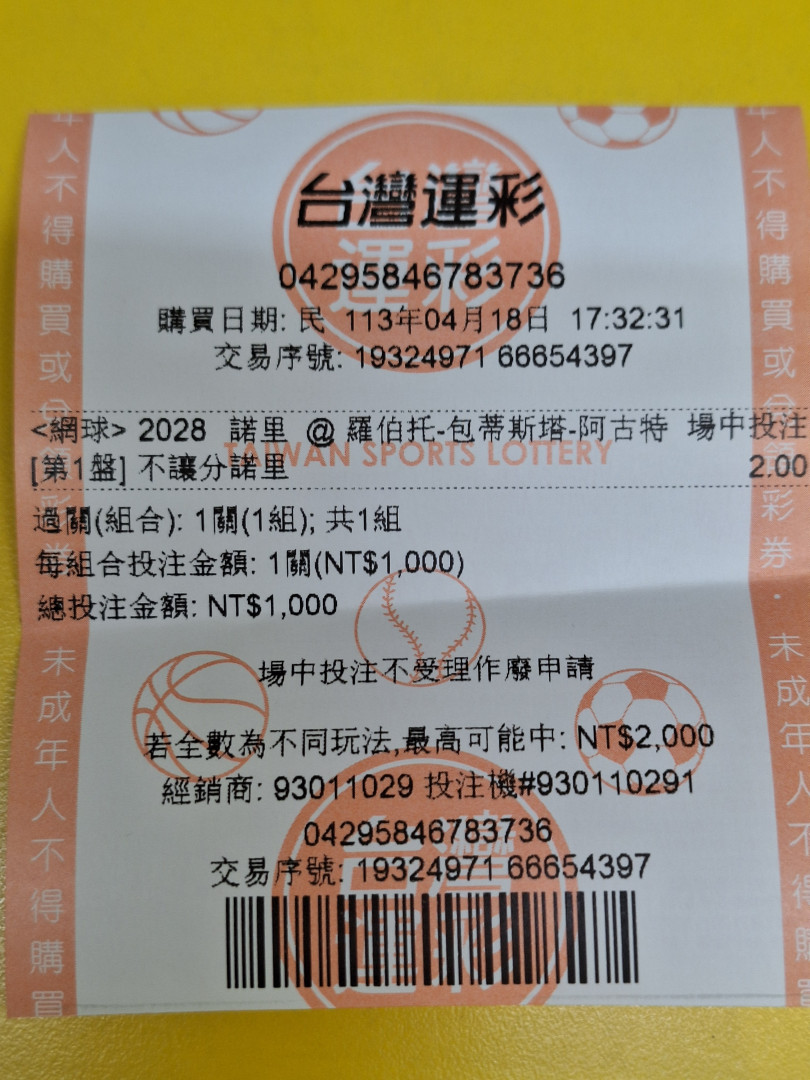 台灣運彩
04295846783736
購買日期: 民 113年04月18日 17:32:31
交易序號: 19324971 66654397
<網球> 2028 諾里 @ 羅伯托-包蒂斯塔-阿古特 場中投注
TAIWAN SPORTS LOTTERY
[第1盤] 不讓分諾里 2.00
過關(組合): 1關(1組); 共1組
每組合投注金額: 1關(NT$1,000)
總投注金額: NT$1,000
場中投注不受理作廢申請
若全數為不同玩法,最高可能中: NT$2,000
經銷商: 93011029 投注機#930110291
04295846783736
交易序號: 19324971 66654397
年人不得購買或
彩券
未成年人不得購買
年人不得購買或
彩券．未成年人不得購